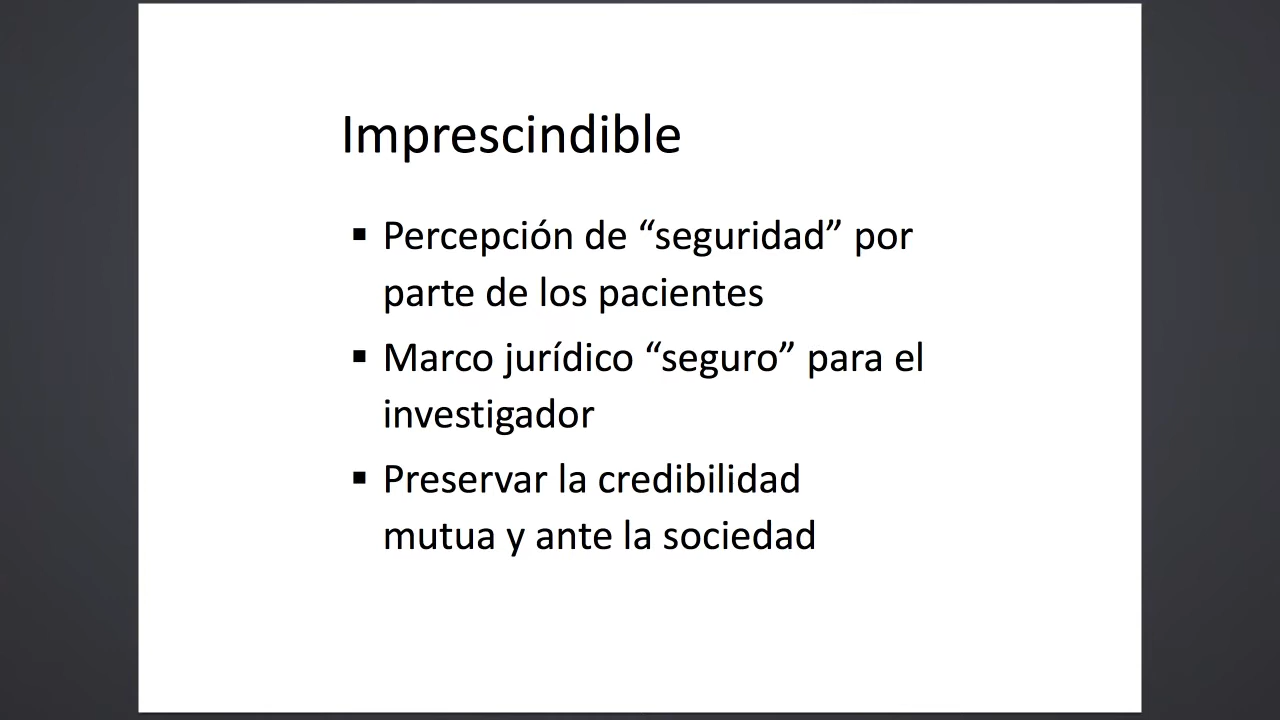 Imprescindible
▪ Percepción de “seguridad” por
parte de los pacientes
▪ Marco jurídico “seguro” para el
investigador
▪ Preservar la credibilidad
mutua y ante la sociedad